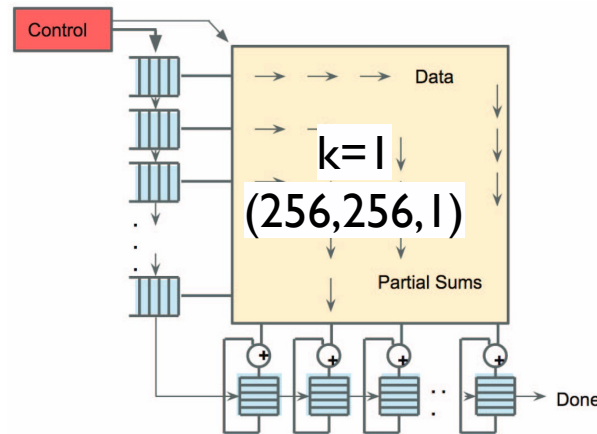 Control
Data
k=1
(256,256,1)
Partial Sums
+
+
+
+
Done